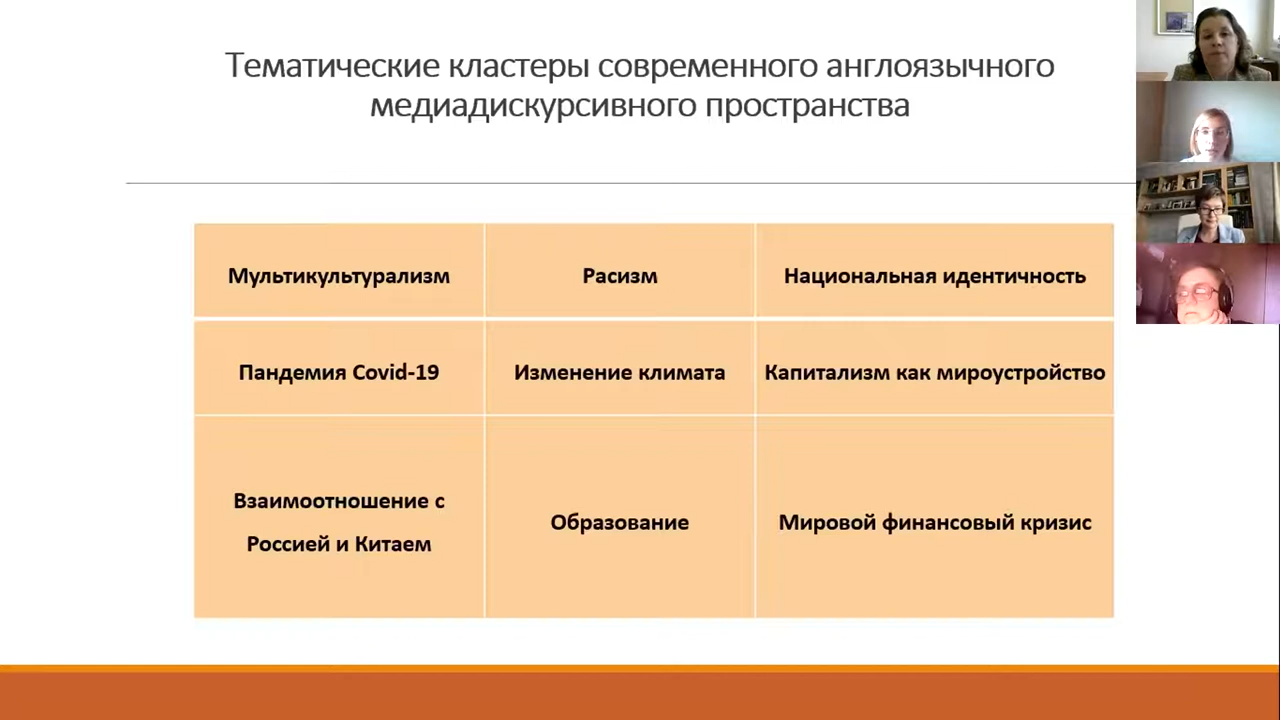 Тематические кластеры современного англоязычного
медиадискурсивного пространства
Мультикультурализм
Расизм
Национальная идентичность
Пандемия Covid-19
Изменение климата
Капитализм как мироустройство
Взаимоотношение с
Россией и Китаем
Образование
Мировой финансовый кризис